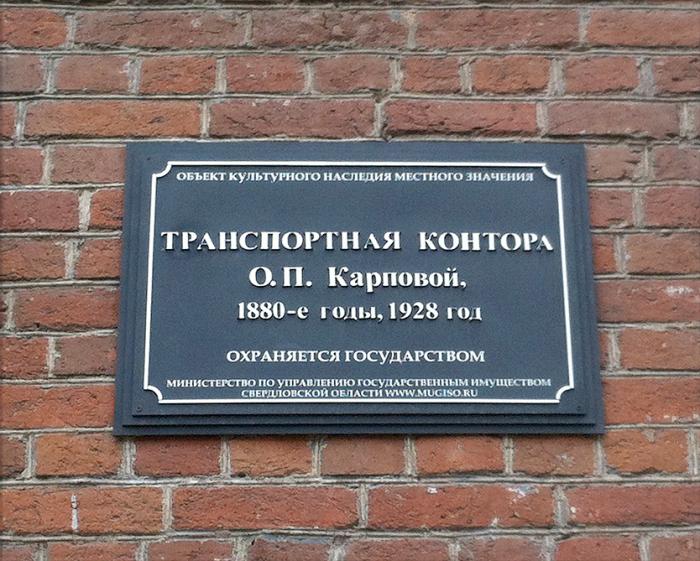 ОБЪЕКТ КУЛЬТУРНОГО НАСЛЕДИЯ МЕСТНОГО ЗНАЧЕНИЯ
ТРАНСПОРТНАЯ КОНТОРА
О. П. Карповой,
1880-е годы, 1928 год
ОХРАНЯЕТСЯ ГОСУДАРСТВОМ
МИНИСТЕРСТВО ПО УПРАВЛЕНИЮ ГОСУДАРСТВЕННЫМ ИМУЩЕСТВОМ
СВЕРДЛОВСКОЙ ОБЛАСТИ WWW.MUGISO.RU